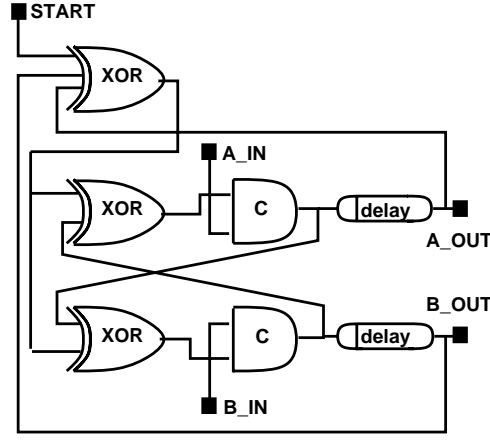 START
XOR
A_IN
XOR
C
delay
A_OUT
B_OUT
XOR
C
delay
B_IN